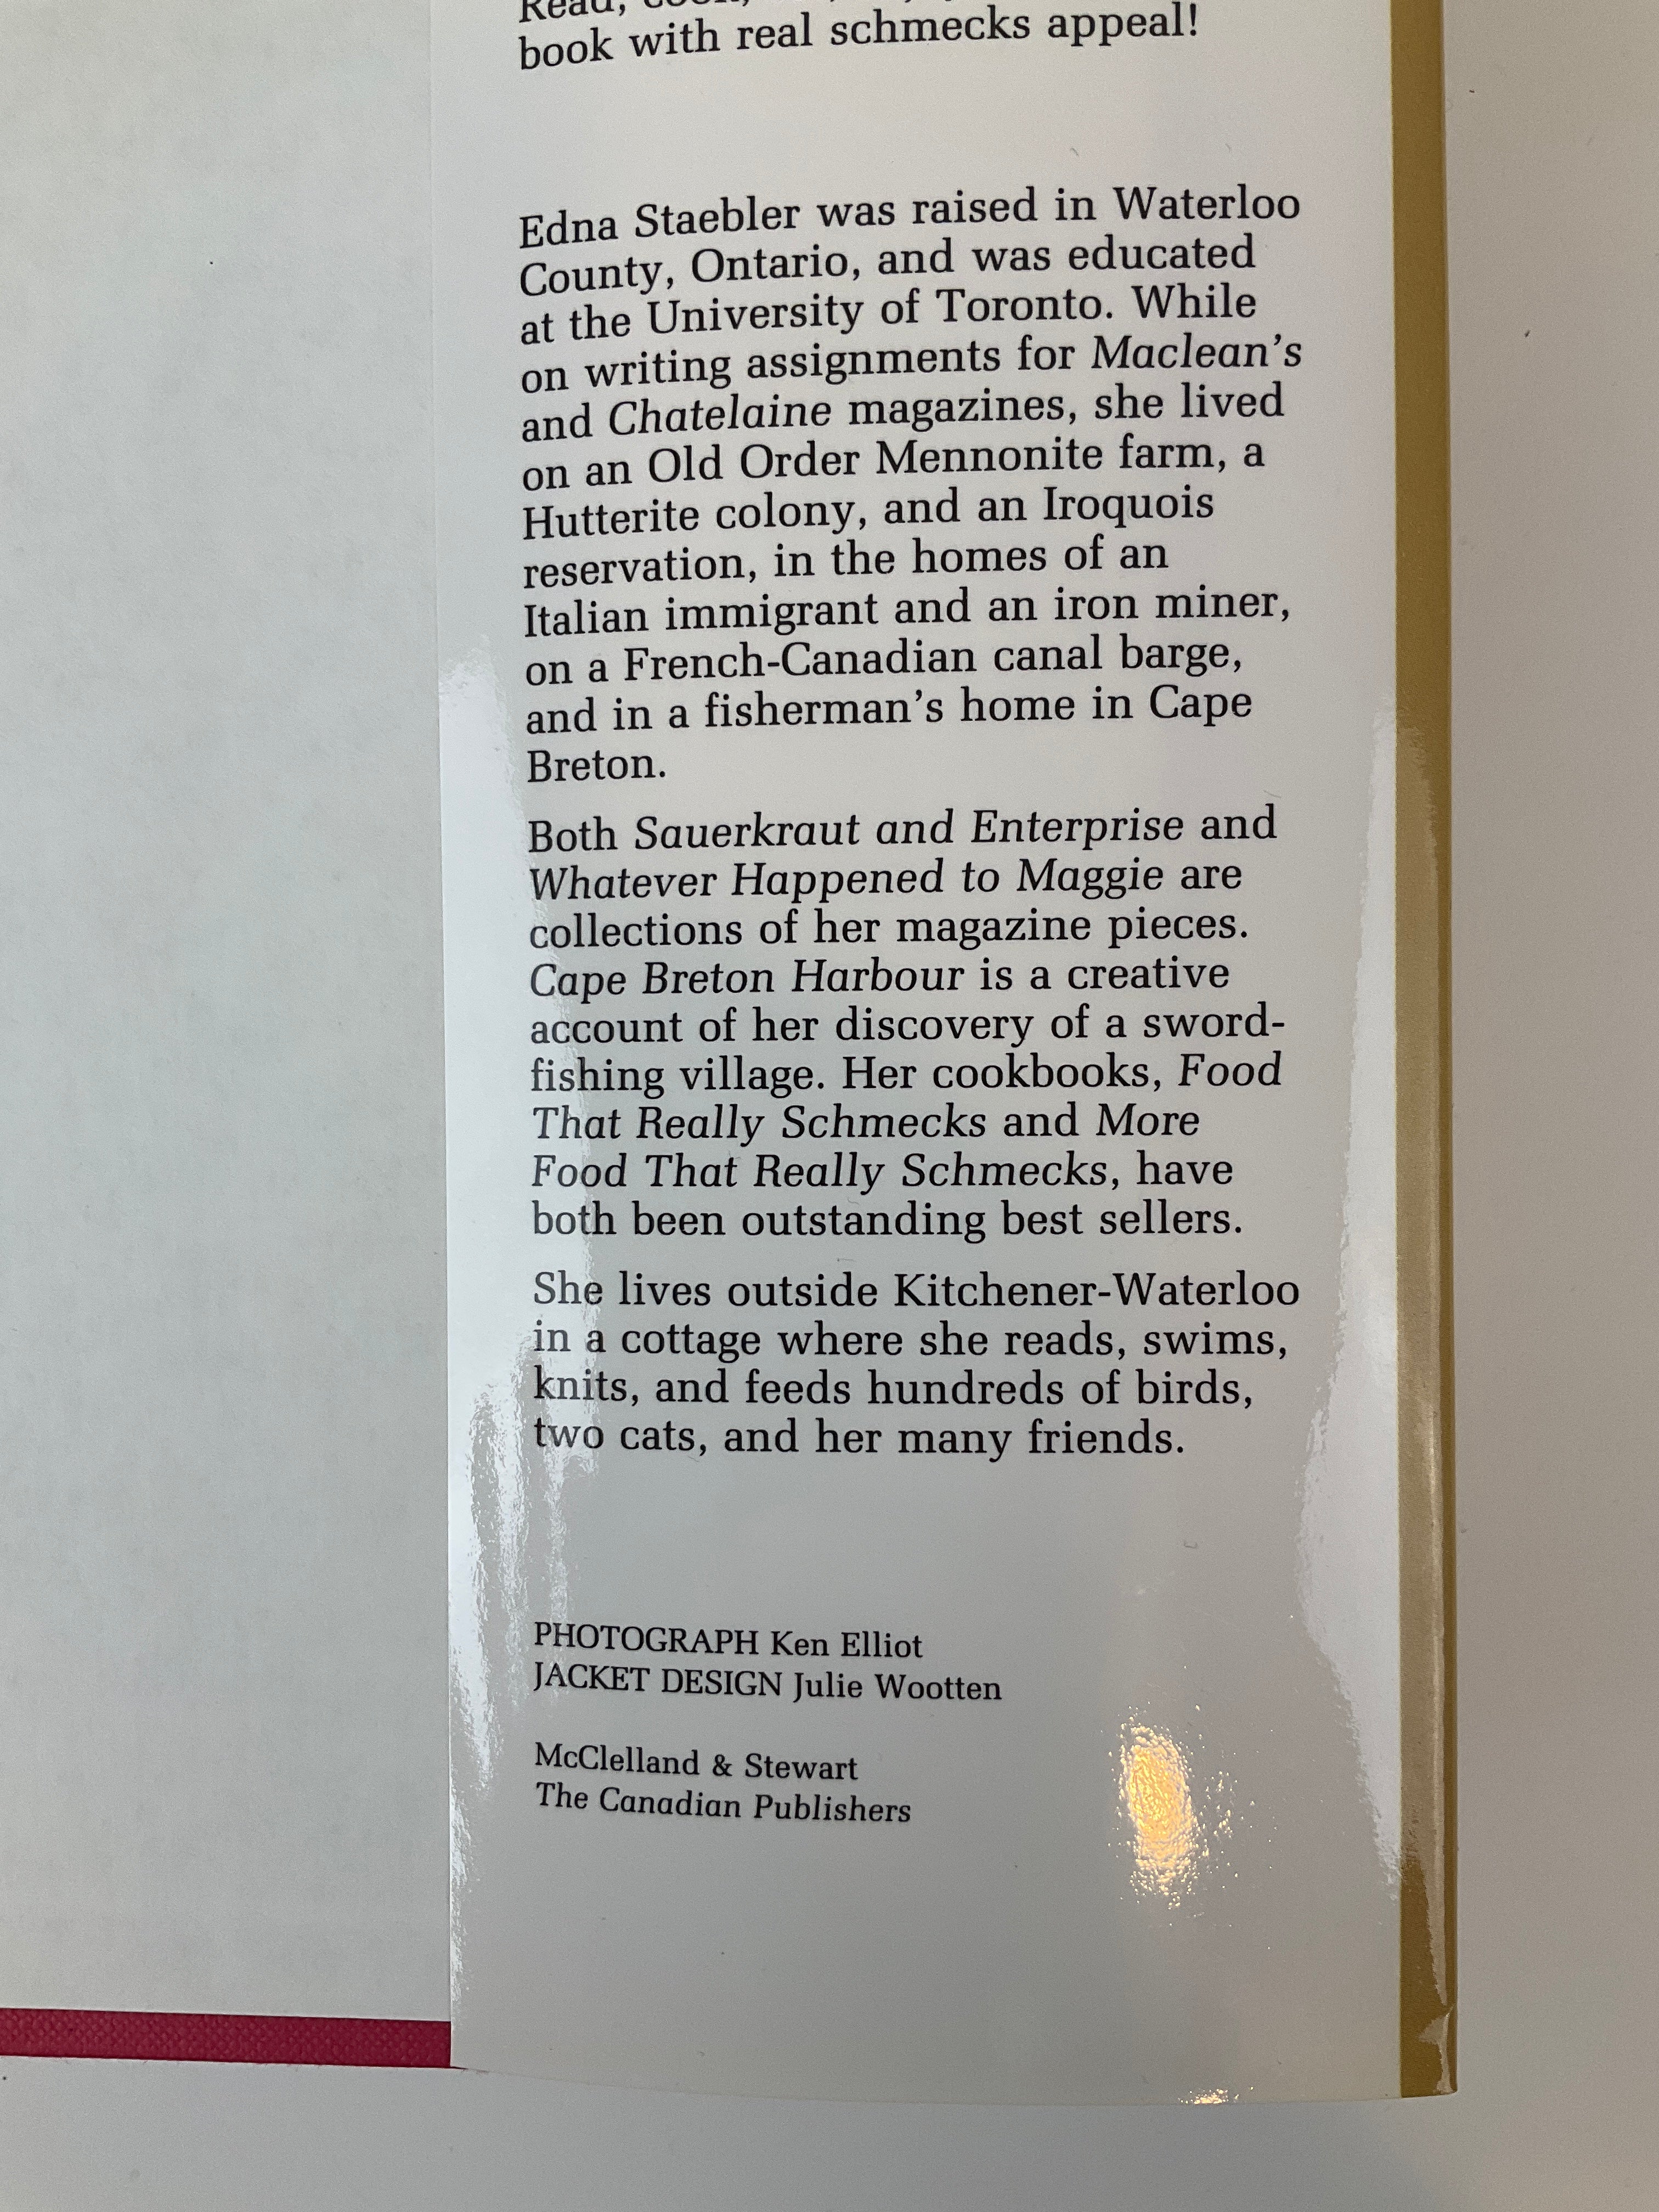 Read,
book with real schmecks appeal!
Edna Staebler was raised in Waterloo
County, Ontario, and was educated
at the University of Toronto. While
on writing assignments for Maclean's
and Chatelaine magazines, she lived
on an Old Order Mennonite farm, a
Hutterite colony, and an Iroquois
reservation, in the homes of an
Italian immigrant and an iron miner,
on a French-Canadian canal barge,
and in a fisherman's home in Cape
Breton.
Both Sauerkraut and Enterprise and
Whatever Happened to Maggie are
collections of her magazine pieces.
Cape Breton Harbour is a creative
account of her discovery of a sword-
fishing village. Her cookbooks, Food
That Really Schmecks and More
Food That Really Schmecks, have
both been outstanding best sellers.
She lives outside Kitchener-Waterloo
in a cottage where she reads, swims,
knits, and feeds hundreds of birds,
two cats, and her many friends.
PHOTOGRAPH Ken Elliot
JACKET DESIGN Julie Wootten
McClelland & Stewart
The Canadian Publishers